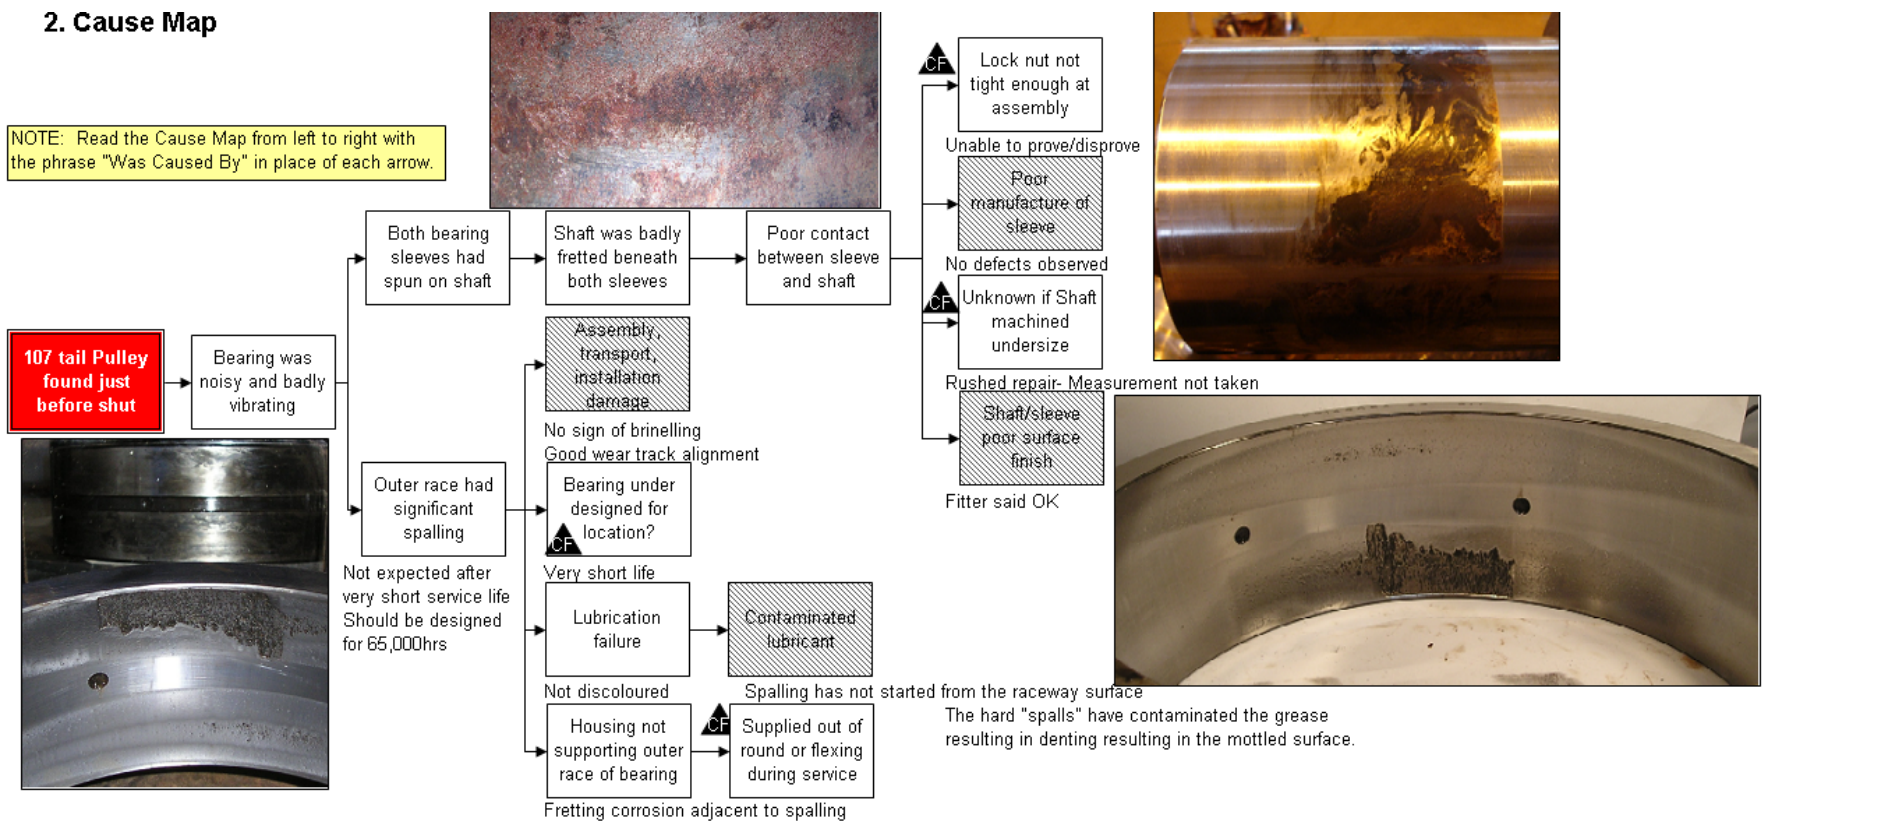 2. Cause Map
NOTE: Read the Cause Map from left to right with
the phrase "Was Caused By" in place of each arrow.
107 tail Pulley
found just
before shut
Bearing was
noisy and badly
vibrating
Both bearing
sleeves had
spun on shaft
Shaft was badly
fretted beneath
both sleeves
Poor contact
between sleeve
and shaft
CF
Lock nut not
tight enough at
assembly
Unable to prove/disprove
Poor
manufacture of
sleeve
No defects observed
CF
Unknown if Shaft
machined
undersize
Rushed repair- Measurement not taken
Shaft/sleeve
poor surface
finish
Fitter said OK
Outer race had
significant
spalling
Not expected after
very short service life
Should be designed
for 65,000hrs
Assembly,
transport,
installation
damage
No sign of brinelling
Good wear track alignment
Bearing under
designed for
location?
CF
Very short life
Lubrication
failure
Not discoloured
Contaminated
lubricant
Spalling has not started from the raceway surface
The hard "spalls" have contaminated the grease
resulting in denting resulting in the mottled surface.
Housing not
supporting outer
race of bearing
Fretting corrosion adjacent to spalling
CF
Supplied out of
round or flexing
during service